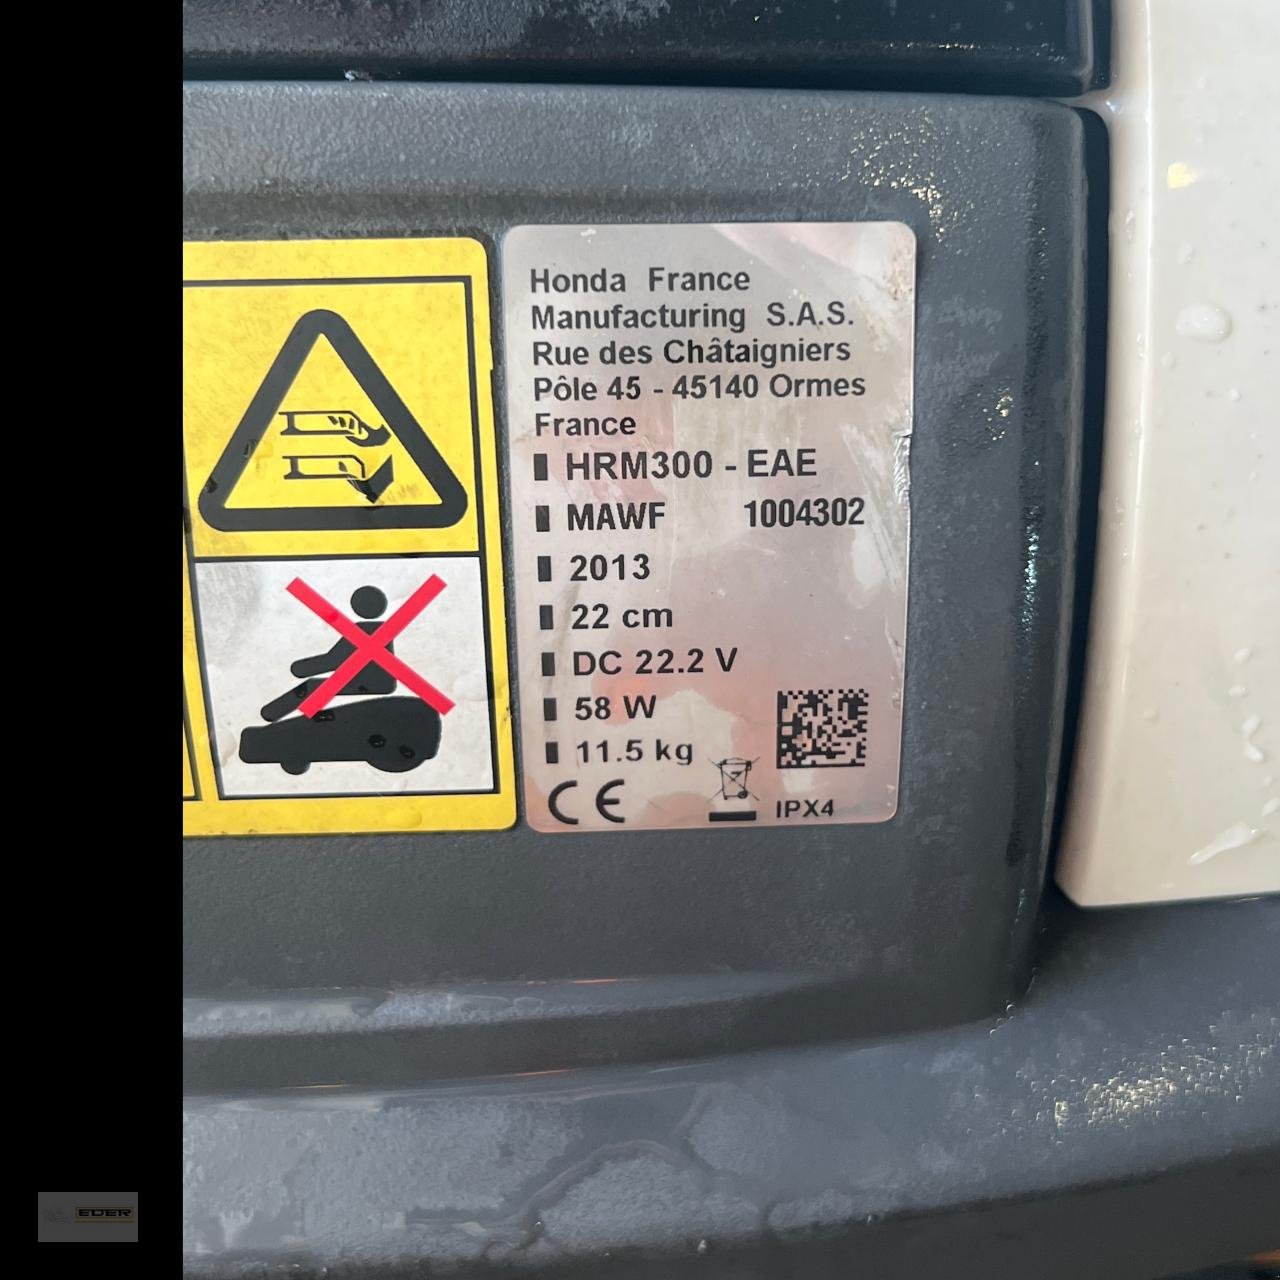 Honda France
Manufacturing S.A.S.
Rue des Châtaigniers
Pôle 45 - 45140 Ormes
France
HRM300 - EAE
MAWF 1004302
2013
22 cm
DC 22.2 V
58 W
11.5 kg
CE
IPX4
EDER